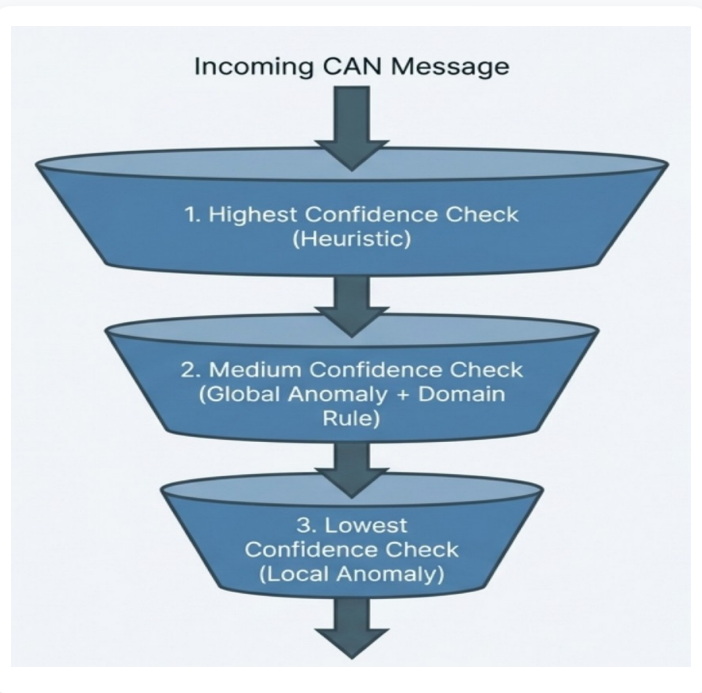 Incoming CAN Message
1. Highest Confidence Check
(Heuristic)
2. Medium Confidence Check
(Global Anomaly + Domain
Rule)
3. Lowest
Confidence Check
(Local Anomaly)